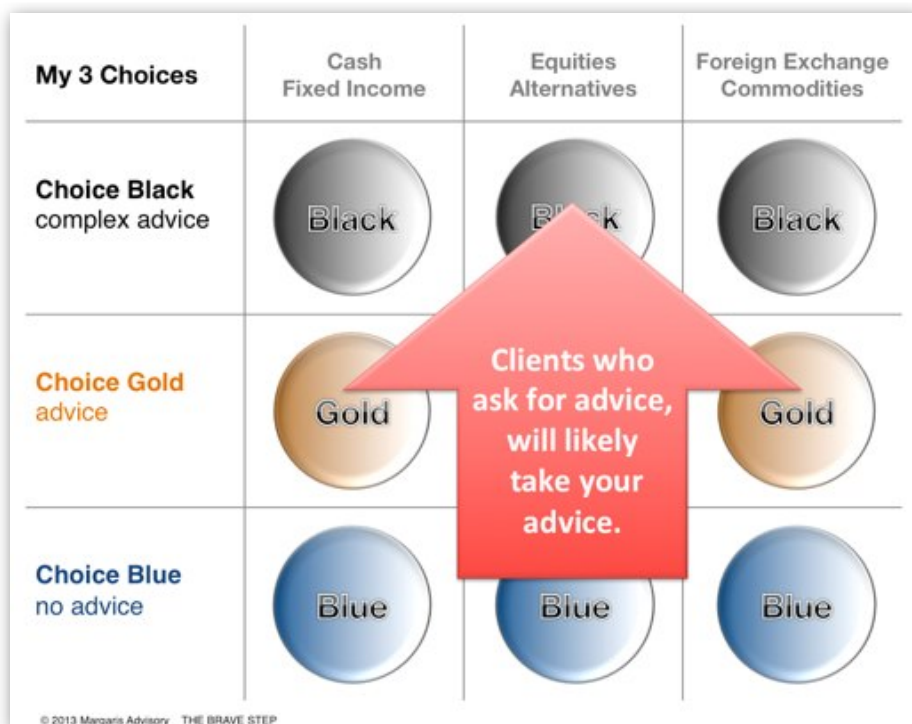 My 3 Choices
Cash
Fixed Income
Equities
Alternatives
Foreign Exchange
Commodities
Choice Black
complex advice
Black
Black
Black
Choice Gold
advice
Gold
Clients who
ask for advice,
will likely
take your
advice.
Gold
Choice Blue
no advice
Blue
Blue
Blue
© 2013 Margaris Advisory THE BRAVE STEP